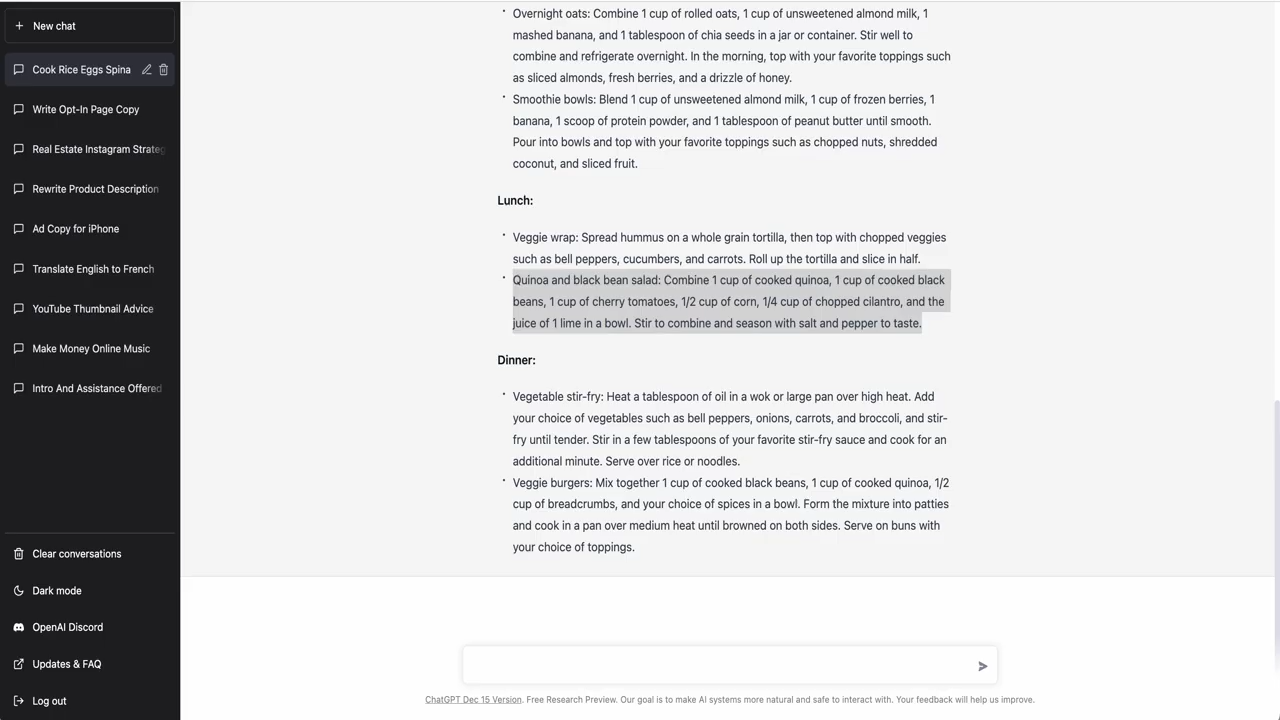 New chat
Cook Rice Eggs Spina
Write Opt-In Page Copy
Real Estate Instagram Strateg
Rewrite Product Description
Ad Copy for iPhone
Translate English to French
YouTube Thumbnail Advice
Make Money Online Music
Intro And Assistance Offered
Clear conversations
Dark mode
OpenAI Discord
Updates & FAQ
Log out
Overnight oats: Combine 1 cup of rolled oats, 1 cup of unsweetened almond milk, 1
mashed banana, and 1 tablespoon of chia seeds in a jar or container. Stir well to
combine and refrigerate overnight. In the morning, top with your favorite toppings such
as sliced almonds, fresh berries, and a drizzle of honey.
Smoothie bowls: Blend 1 cup of unsweetened almond milk, 1 cup of frozen berries, 1
banana, 1 scoop of protein powder, and 1 tablespoon of peanut butter until smooth.
Pour into bowls and top with your favorite toppings such as chopped nuts, shredded
coconut, and sliced fruit.
Lunch:
Veggie wrap: Spread hummus on a whole grain tortilla, then top with chopped veggies
such as bell peppers, cucumbers, and carrots. Roll up the tortilla and slice in half.
Quinoa and black bean salad: Combine 1 cup of cooked quinoa, 1 cup of cooked black
beans, 1 cup of cherry tomatoes, 1/2 cup of corn, 1/4 cup of chopped cilantro, and the
juice of 1 lime in a bowl. Stir to combine and season with salt and pepper to taste.
Dinner:
Vegetable stir-fry: Heat a tablespoon of oil in a wok or large pan over high heat. Add
your choice of vegetables such as bell peppers, onions, carrots, and broccoli, and stir-
fry until tender. Stir in a few tablespoons of your favorite stir-fry sauce and cook for an
additional minute. Serve over rice or noodles.
Veggie burgers: Mix together 1 cup of cooked black beans, 1 cup of cooked quinoa, 1/2
cup of breadcrumbs, and your choice of spices in a bowl. Form the mixture into patties
and cook in a pan over medium heat until browned on both sides. Serve on buns with
your choice of toppings.
ChatGPT Dec 15 Version. Free Research Preview. Our goal is to make AI systems more natural and safe to interact with. Your feedback will help us improve.